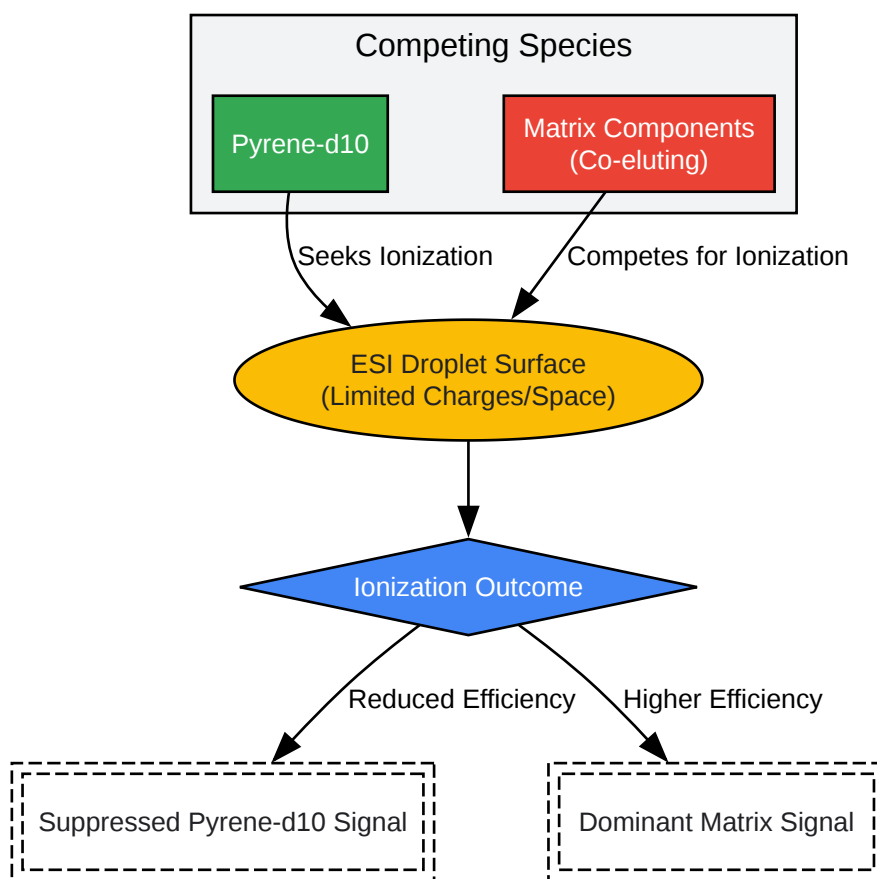 Competing Species
Pyrene-d10
Matrix Components
(Co-eluting)
Seeks Ionization
Competes for Ionization
ESI Droplet Surface
(Limited Charges/Space)
Ionization Outcome
Reduced Efficiency
Higher Efficiency
Suppressed Pyrene-d10 Signal
Dominant Matrix Signal